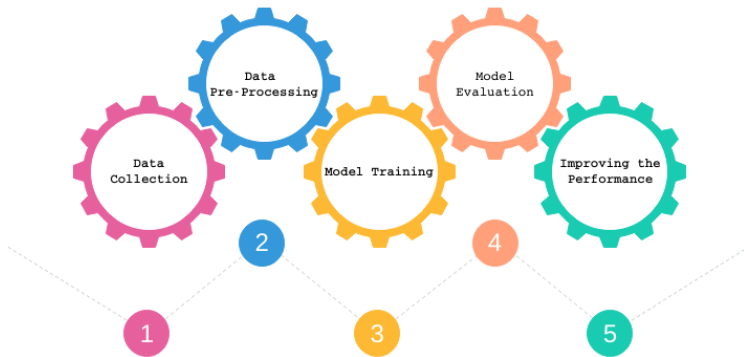 Data
Collection
Data
Pre-Processing
Model Training
Model
Evaluation
Improving the
Performance
1
2
3
4
5